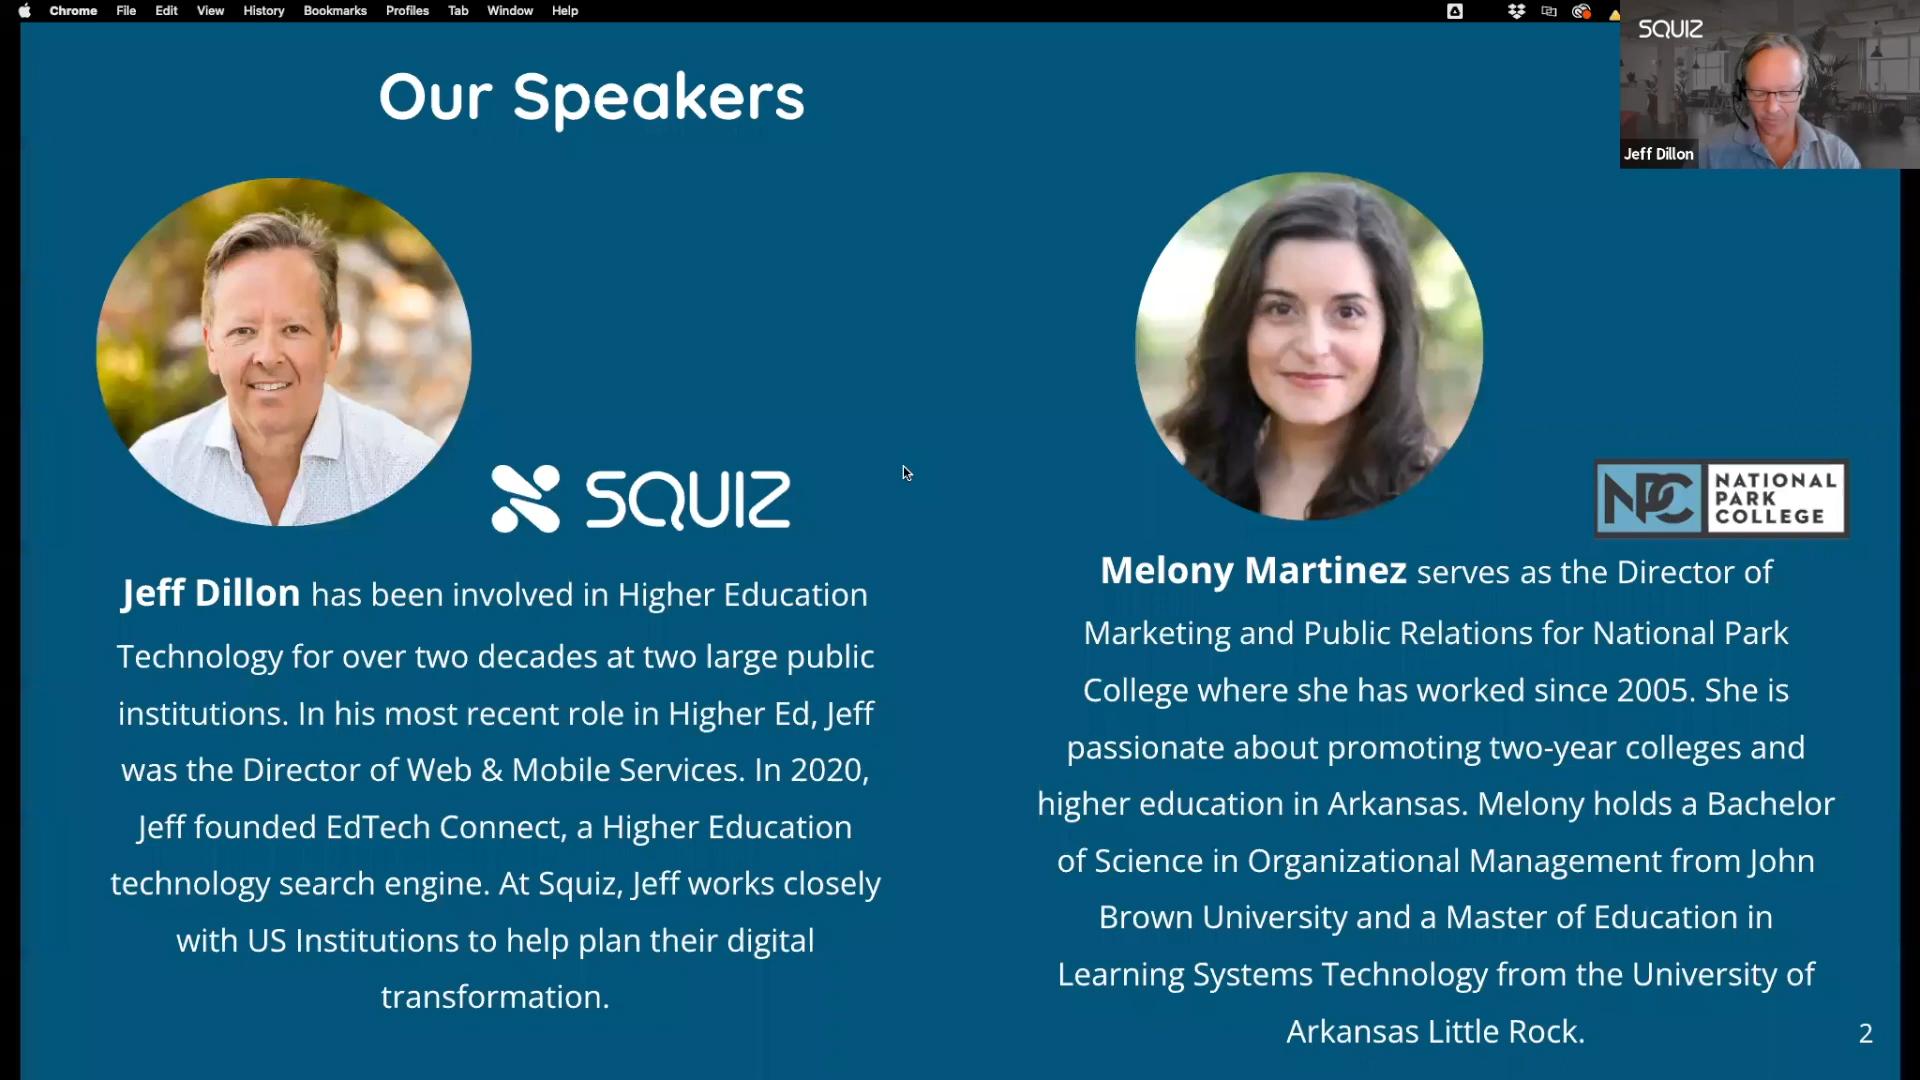 Chrome File Edit View History Bookmarks Profiles Tab Window Help
SQUIZ
Jeff Dillon
Our Speakers
SQUIZ
Jeff Dillon has been involved in Higher Education
Technology for over two decades at two large public
institutions. In his most recent role in Higher Ed, Jeff
was the Director of Web & Mobile Services. In 2020,
Jeff founded EdTech Connect, a Higher Education
technology search engine. At Squiz, Jeff works closely
with US Institutions to help plan their digital
transformation.
NPC
NATIONAL
PARK
COLLEGE
Melony Martinez serves as the Director of
Marketing and Public Relations for National Park
College where she has worked since 2005. She is
passionate about promoting two-year colleges and
higher education in Arkansas. Melony holds a Bachelor
of Science in Organizational Management from John
Brown University and a Master of Education in
Learning Systems Technology from the University of
Arkansas Little Rock.
2